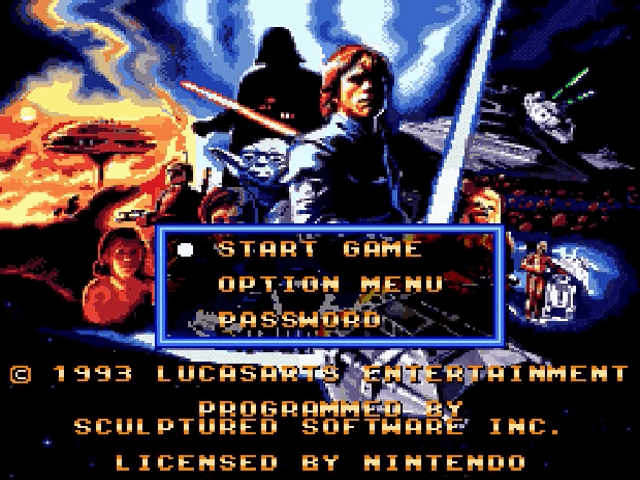 START GAME
OPTION MENU
PASSWORD
© 1993 LUCASARTS ENTERTAINMENT
PROGRAMMED BY
SCULPTURED SOFTWARE INC.
LICENSED BY NINTENDO